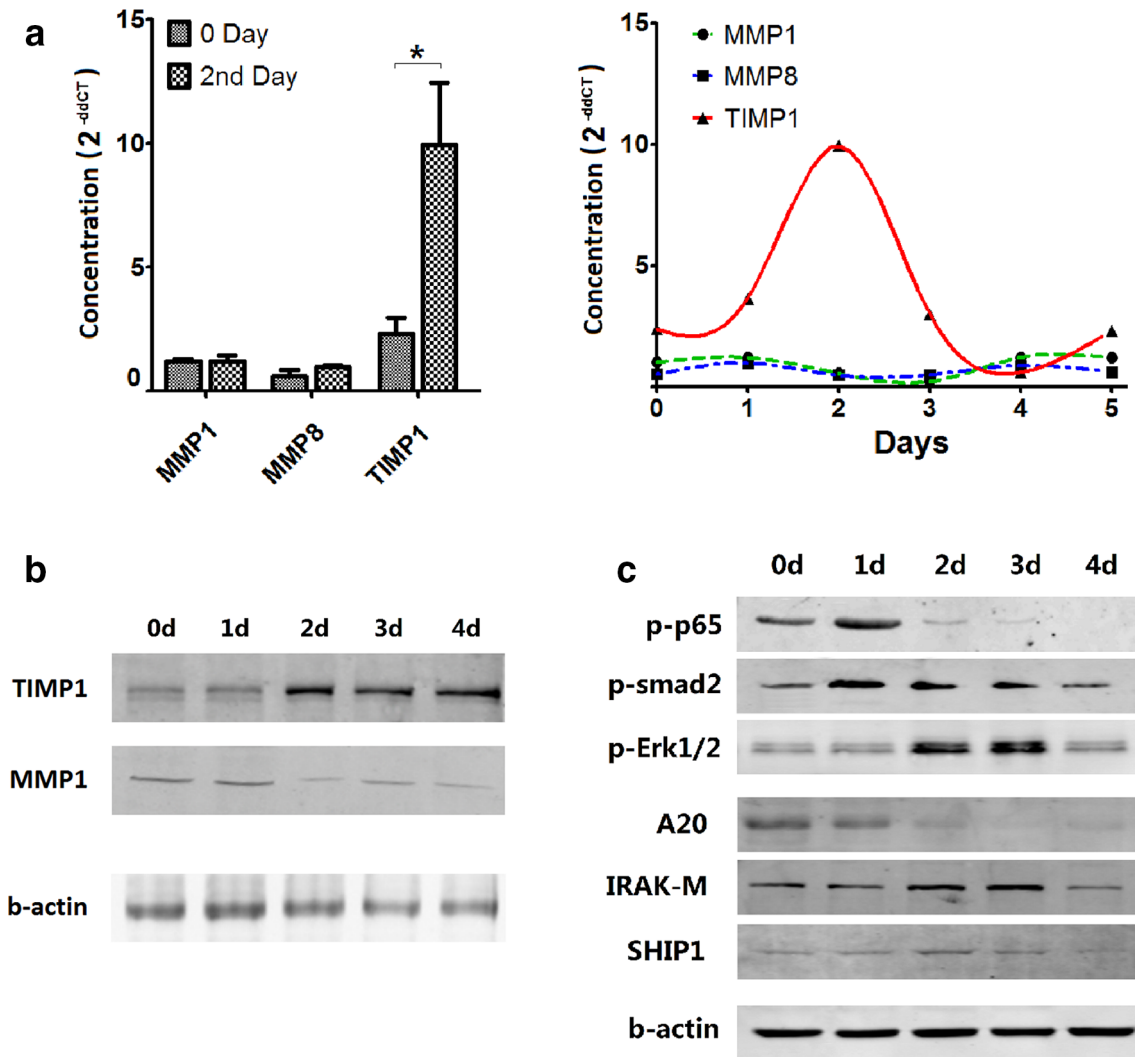 a
15
10
5
0
Concentration ( 2 -ddCT )
0 Day
2nd Day
*
MMP1
MMP8
TIMP1
15
10
5
Concentration ( 2 -ddCT )
MMP1
MMP8
TIMP1
0 1 2 3 4 5
Days
b
0d 1d 2d 3d 4d
TIMP1
MMP1
b-actin
c
0d 1d 2d 3d 4d
p-p65
p-smad2
p-Erk1/2
A20
IRAK-M
SHIP1
b-actin